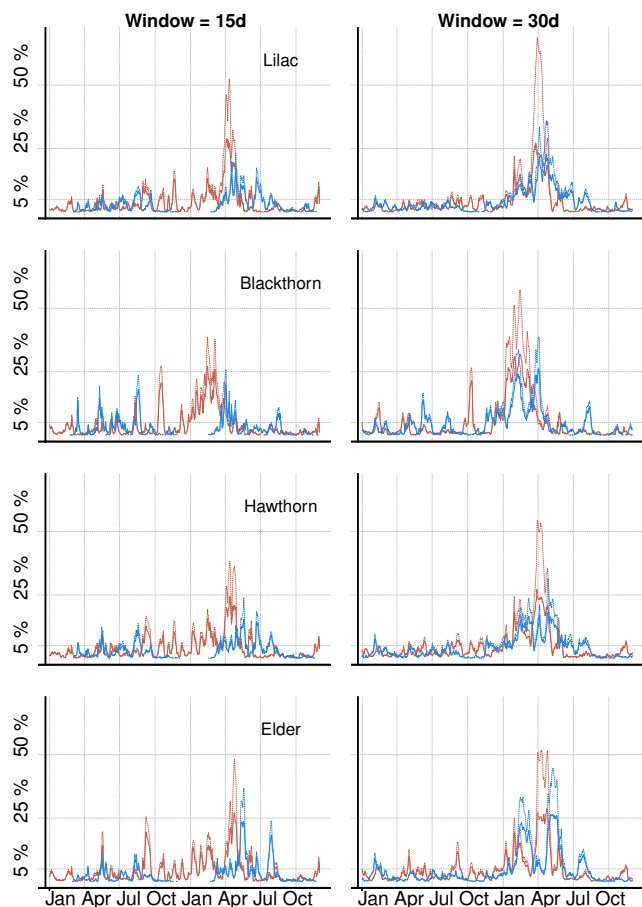 Window = 15d
Window = 30d
Lilac
5 % 25 % 50 %
Blackthorn
5 % 25 % 50 %
Hawthorn
5 % 25 % 50 %
Elder
5 % 25 % 50 %
Jan Apr Jul Oct Jan Apr Jul Oct
Jan Apr Jul Oct Jan Apr Jul Oct